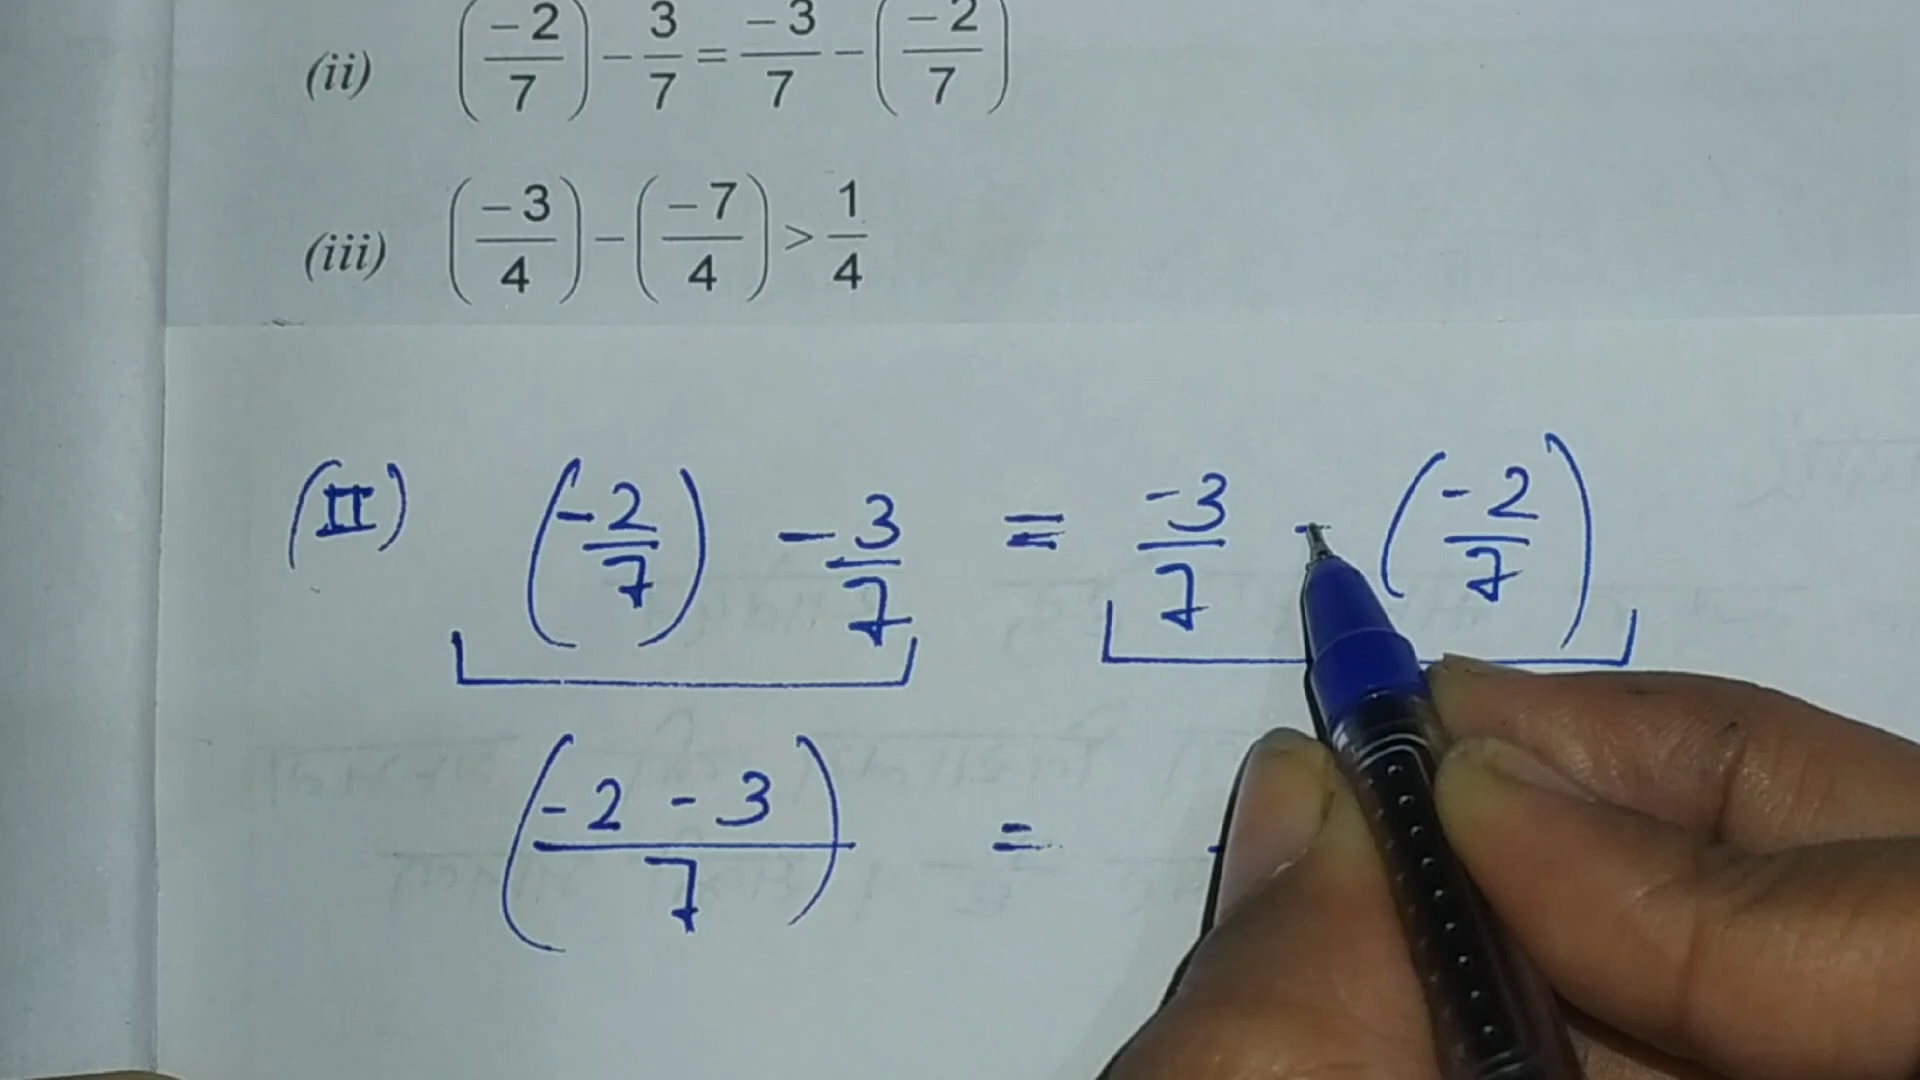 (ii) (-2/7) - 3/7 = -3/7 - (-2/7)
(iii) (-3/4) - (-7/4) > 1/4
(II) (-2/7) - 3/7 = -3/7 - (-2/7)
(-2 - 3/7) = -